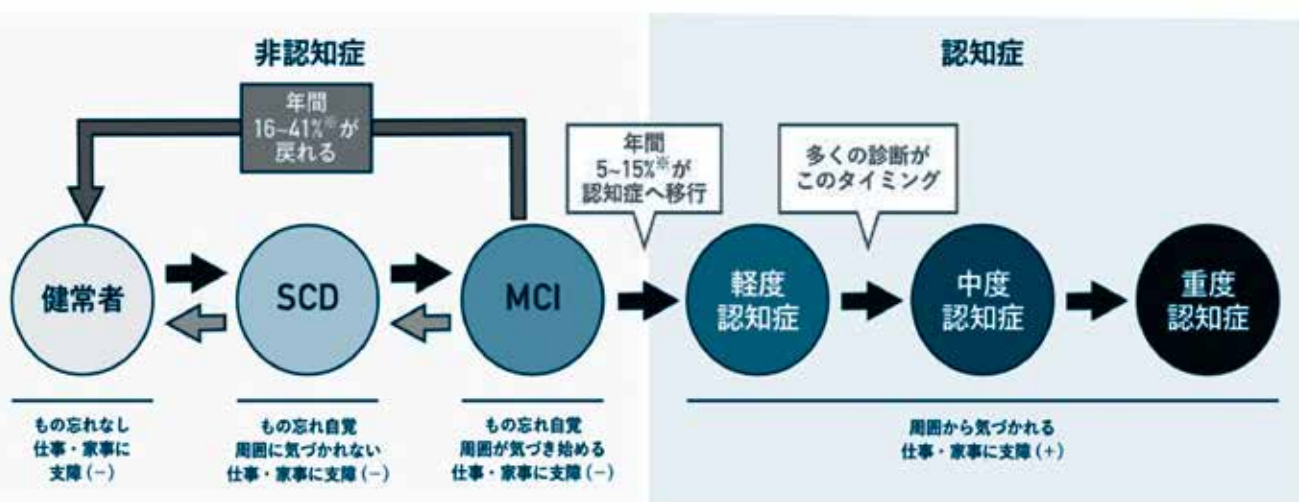 非認知症
認知症
年間
16~41%※が
戻れる
年間
5~15%※が
認知症へ移行
多くの診断が
このタイミング
健常者
SCD
MCI
軽度
認知症
中度
認知症
重度
認知症
もの忘れなし
仕事・家事に
支障(−)
もの忘れ自覚
周囲に気づかれない
仕事・家事に支障(−)
もの忘れ自覚
周囲が気づき始める
仕事・家事に支障(−)
周囲から気づかれる
仕事・家事に支障(+)